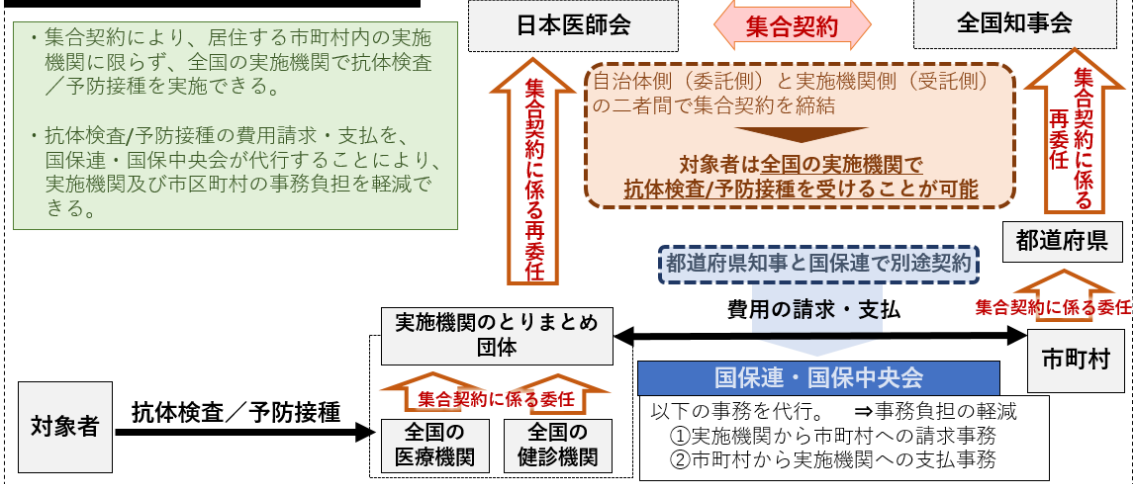 日本医師会
集合契約
全国知事会
・集合契約により、居住する市町村内の実施
機関に限らず、全国の実施機関で抗体検査
／予防接種を実施できる。
・抗体検査/予防接種の費用請求・支払を、
国保連・国保中央会が代行することにより、
実施機関及び市区町村の事務負担を軽減で
きる。
集合契約に係る再委任
自治体側（委託側）と実施機関側（受託側）
の二者間で集合契約を締結
対象者は全国の実施機関で
抗体検査/予防接種を受けることが可能
集合契約に係る
再委任
都道府県
都道府県知事と国保連で別途契約
集合契約に係る委任
費用の請求・支払
実施機関のとりまとめ
団体
市町村
国保連・国保中央会
以下の事務を代行。　⇒事務負担の軽減
①実施機関から市町村への請求事務
②市町村から実施機関への支払事務
集合契約に係る委任
対象者
抗体検査／予防接種
全国の
医療機関
全国の
健診機関